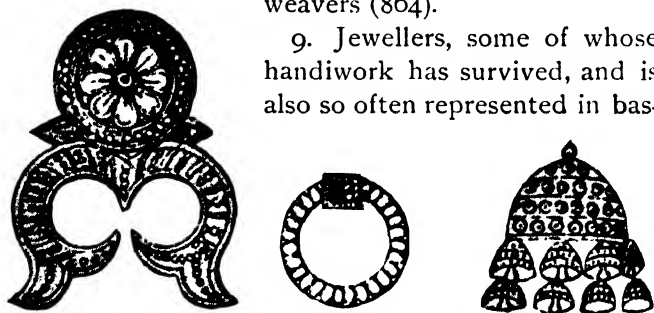 weavers (864).
9. Jewellers, some of whose
handiwork has survived, and is
also so often represented in bas-